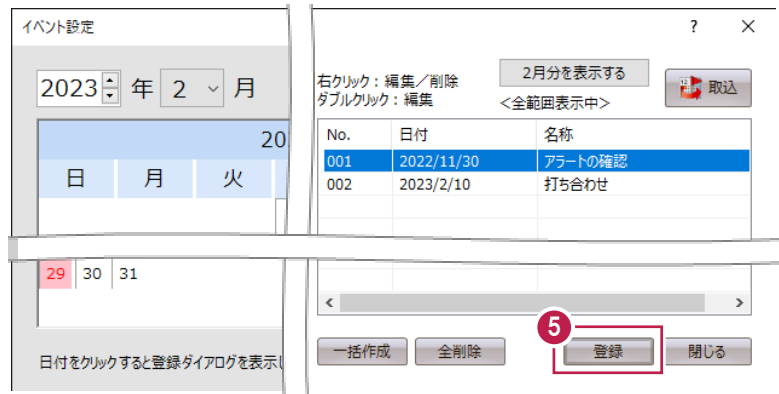 イベント設定
? ×
2023 年 2 月
右クリック：編集／削除
ダブルクリック：編集
2月分を表示する
<全範囲表示中>
取込
20
日 月 火
No. 日付 名称
001 2022/11/30 アラートの確認
002 2023/2/10 打ち合わせ
29 30 31
5
日付をクリックすると登録ダイアログを表示し
一括作成 全削除 登録 閉じる